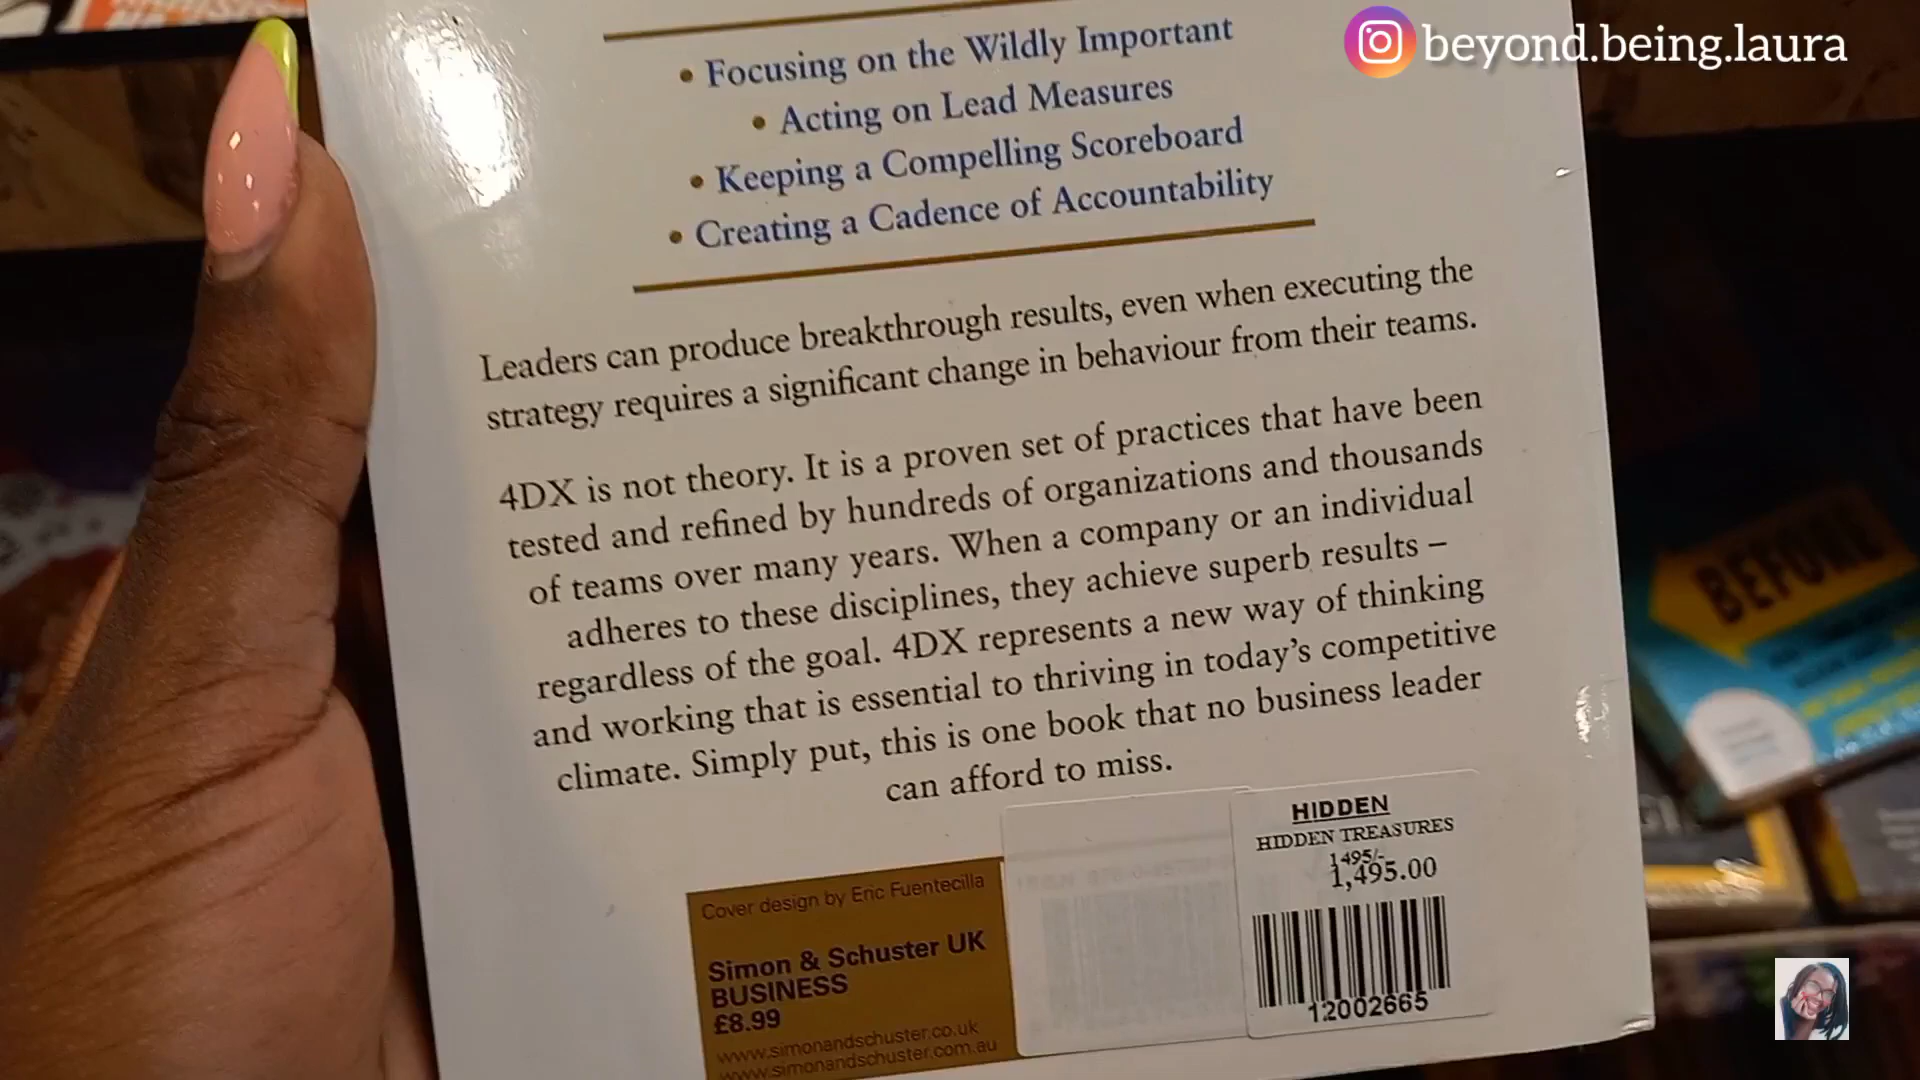 beyond.being.laura
• Focusing on the Wildly Important
• Acting on Lead Measures
• Keeping a Compelling Scoreboard
• Creating a Cadence of Accountability
Leaders can produce breakthrough results, even when executing the
strategy requires a significant change in behaviour from their teams.
4DX is not theory. It is a proven set of practices that have been
tested and refined by hundreds of organizations and thousands
of teams over many years. When a company or an individual
adheres to these disciplines, they achieve superb results –
regardless of the goal. 4DX represents a new way of thinking
and working that is essential to thriving in today's competitive
climate. Simply put, this is one book that no business leader
can afford to miss.
HIDDEN
HIDDEN TREASURES
1495/-
1,495.00
12002665
Cover design by Eric Fuentecilla
Simon & Schuster UK
BUSINESS
£8.99
www.simonandschuster.co.uk
www.simonandschuster.com.au
BEFORE